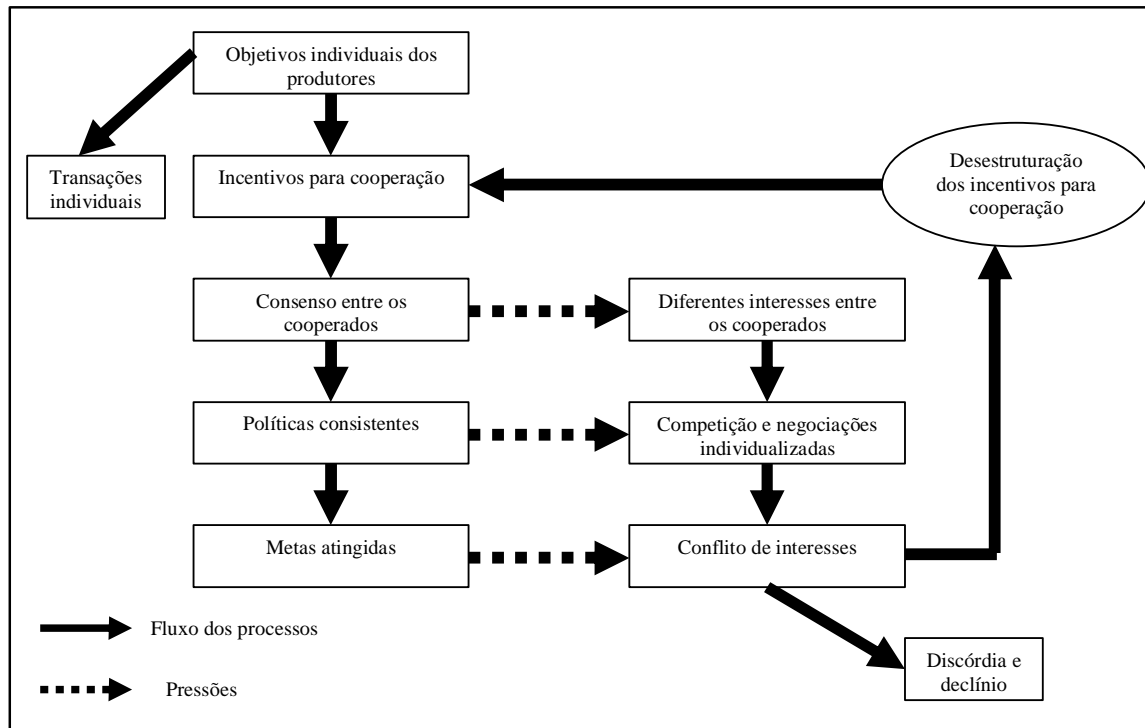 Objetivos individuais dos
produtores
Transações
individuais
Incentivos para cooperação
Desestruturação
dos incentivos para
cooperação
Consenso entre os
cooperados
Diferentes interesses entre
os cooperados
Políticas consistentes
Competição e negociações
individualizadas
Metas atingidas
Conflito de interesses
Fluxo dos processos
Discórdia e
declínio
Pressões